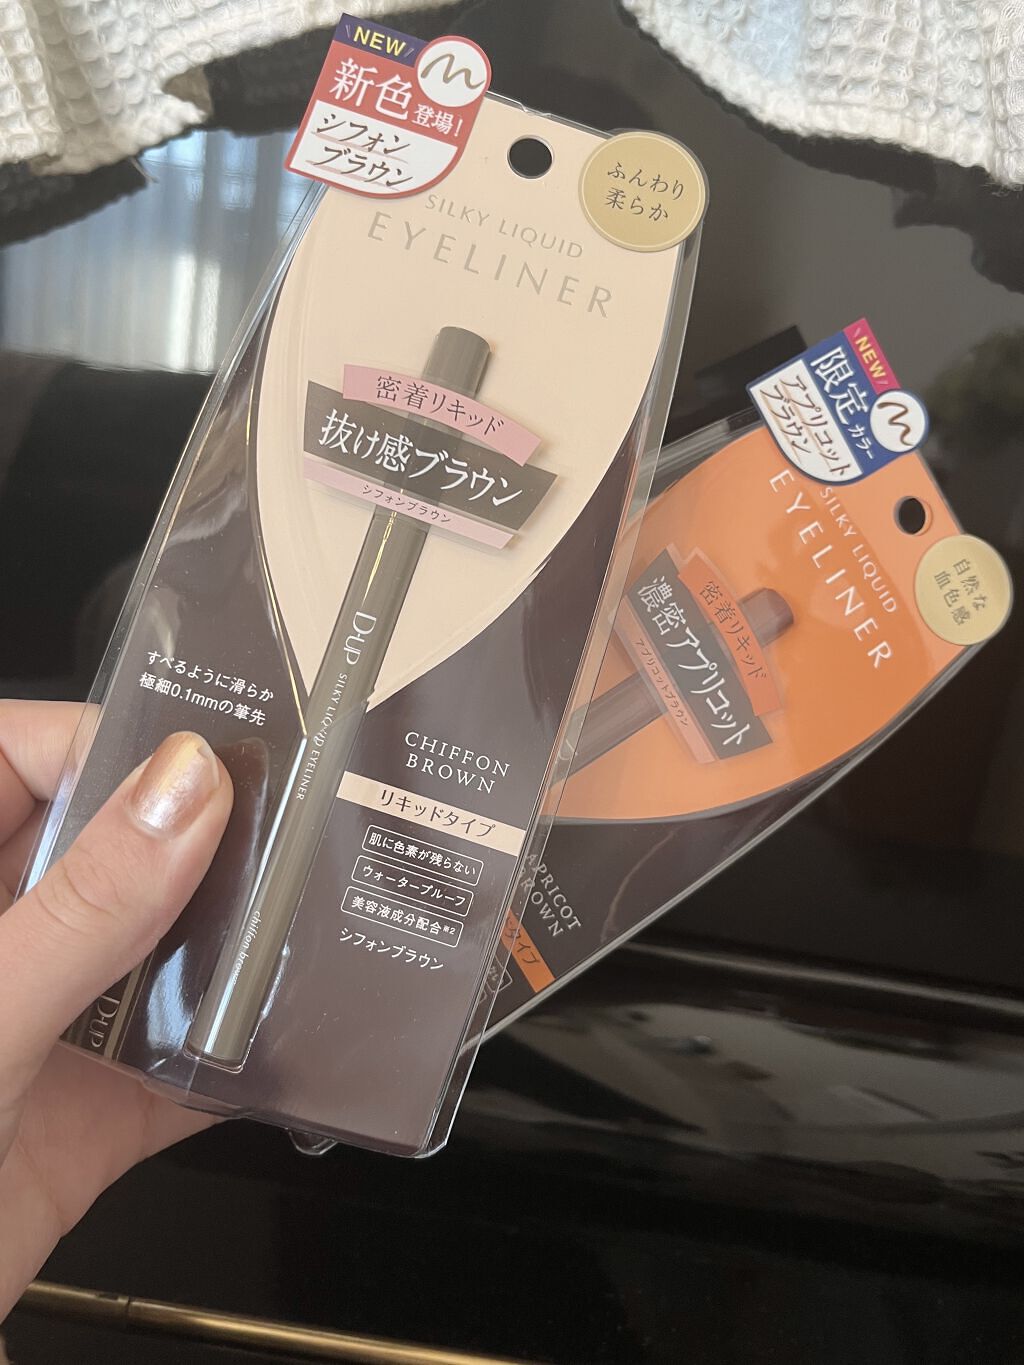 NEW
新色登場!
シフォン
ブラウン
ふんわり
柔らか
SILKY LIQUID
EYELINER
密着リキッド
抜け感ブラウン
シフォンブラウン
D-UP SILKY LIQUID EYELINER
chiffon brown
すべるように滑らか
極細0.1mmの筆先
CHIFFON
BROWN
リキッドタイプ
肌に色素が残らない
ウォータープルーフ
美容液成分配合※2
シフォンブラウン
D-UP
NEW
限定カラー
アプリコット
ブラウン
SILKY LIQUID
EYELINER
自然な
血色感
密着リキッド
濃密アプリコット
アプリコットブラウン
APRICOT
BROWN
タイプ